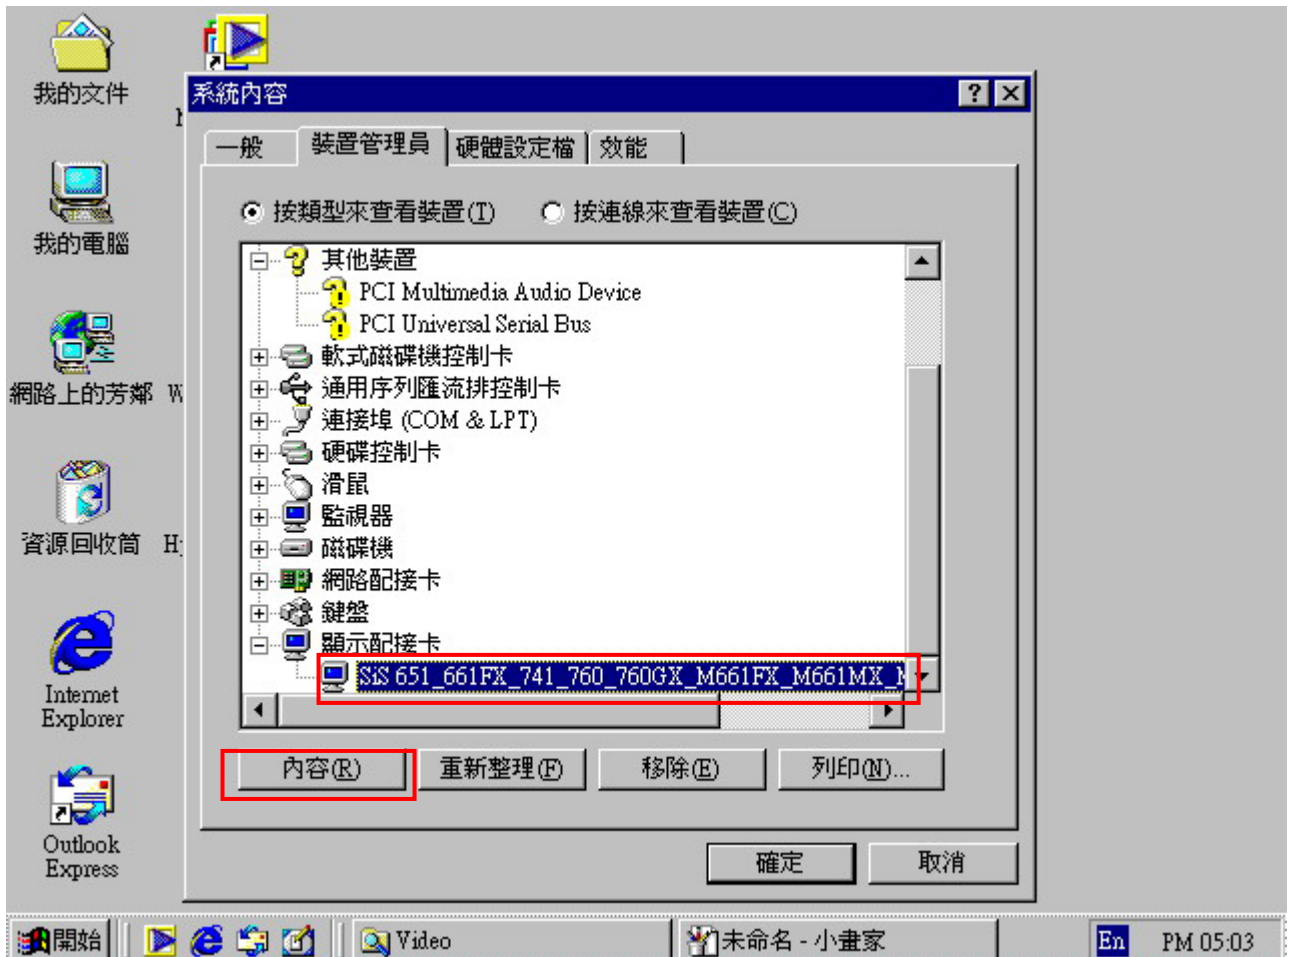 我的文件
我的電腦
網路上的芳鄰
W
資源回收筒
H
Internet
Explorer
Outlook
Express
系統內容
一般
裝置管理員
硬體設定檔
效能
按類型來查看裝置(T)
按連線來查看裝置(C)
其他裝置
PCI Multimedia Audio Device
PCI Universal Serial Bus
軟式磁碟機控制卡
通用序列匯流排控制卡
連接埠 (COM & LPT)
硬碟控制卡
滑鼠
監視器
磁碟機
網路配接卡
鍵盤
顯示配接卡
SiS 651_661FX_741_760_760GX_M661FX_M661MX_
內容(R)
重新整理(F)
移除(E)
列印(N)...
確定
取消
開始
Video
未命名 - 小畫家
En
PM 05:03